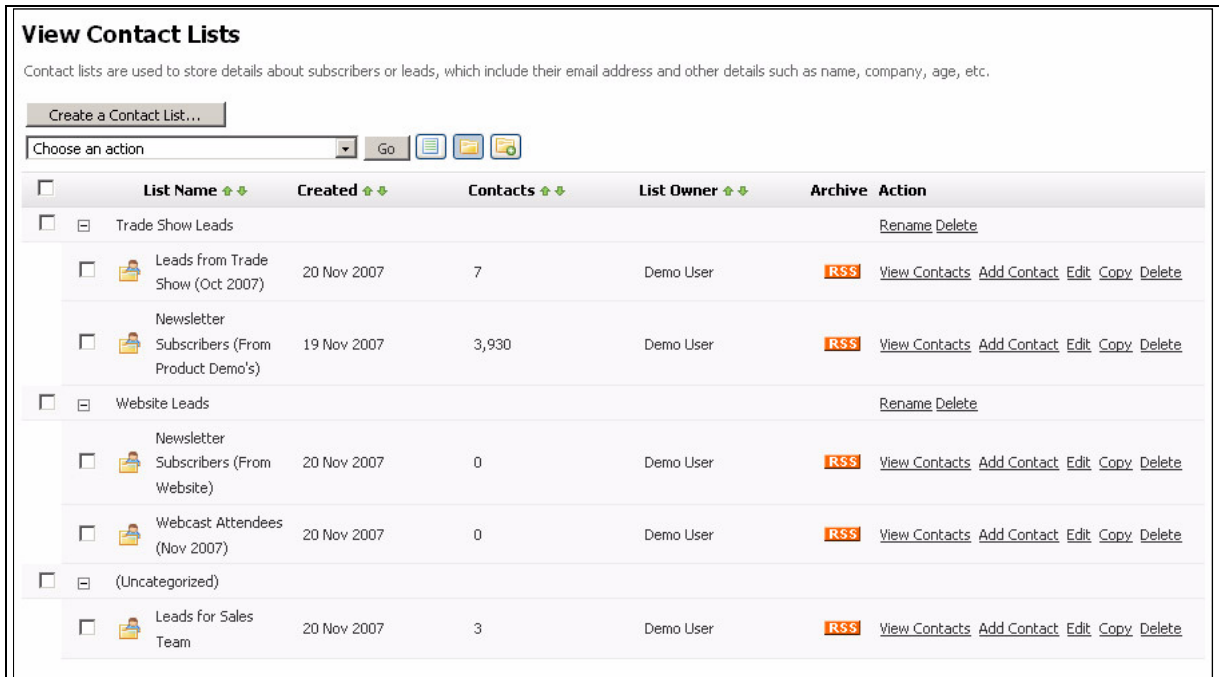 View Contact Lists
Contact lists are used to store details about subscribers or leads, which include their email address and other details such as name, company, age, etc.
Create a Contact List...
Choose an action Go
List Name Created Contacts List Owner Archive Action
Trade Show Leads Rename Delete
Leads from Trade
Show (Oct 2007) 20 Nov 2007 7 Demo User RSS View Contacts Add Contact Edit Copy Delete
Newsletter
Subscribers (From 19 Nov 2007 3,930 Demo User RSS View Contacts Add Contact Edit Copy Delete
Product Demo's)
Website Leads Rename Delete
Newsletter
Subscribers (From 20 Nov 2007 0 Demo User RSS View Contacts Add Contact Edit Copy Delete
Website)
Webcast Attendees
(Nov 2007) 20 Nov 2007 0 Demo User RSS View Contacts Add Contact Edit Copy Delete
(Uncategorized)
Leads for Sales
Team 20 Nov 2007 3 Demo User RSS View Contacts Add Contact Edit Copy Delete